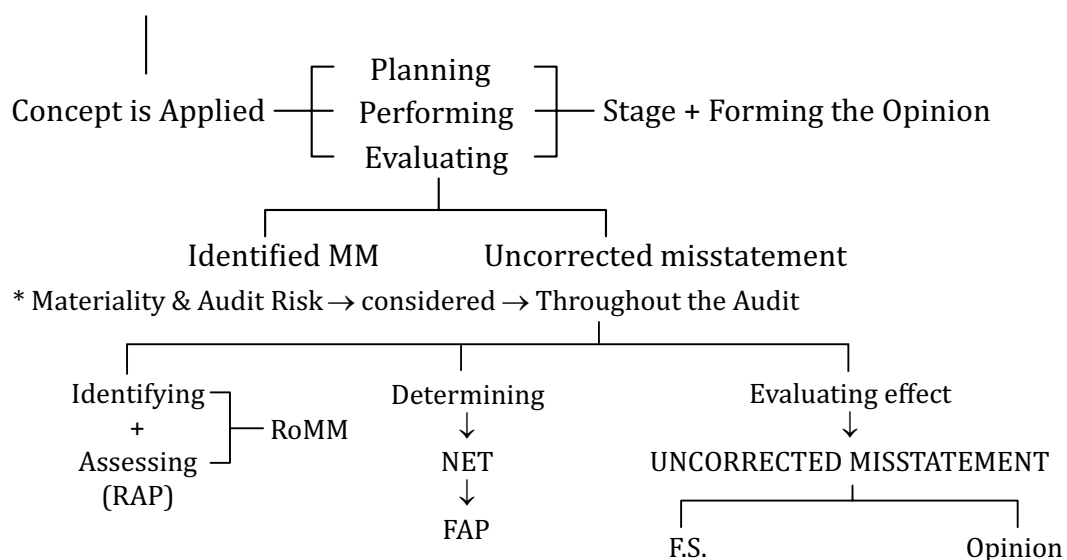 Planning
Concept is Applied Performing Stage + Forming the Opinion
Evaluating
Identified MM Uncorrected misstatement
* Materiality & Audit Risk → considered → Throughout the Audit
Identifying Determining Evaluating effect
+ ↓ ↓
RoMM
Assessing NET UNCORRECTED MISSTATEMENT
(RAP) ↓
FAP
F.S. Opinion